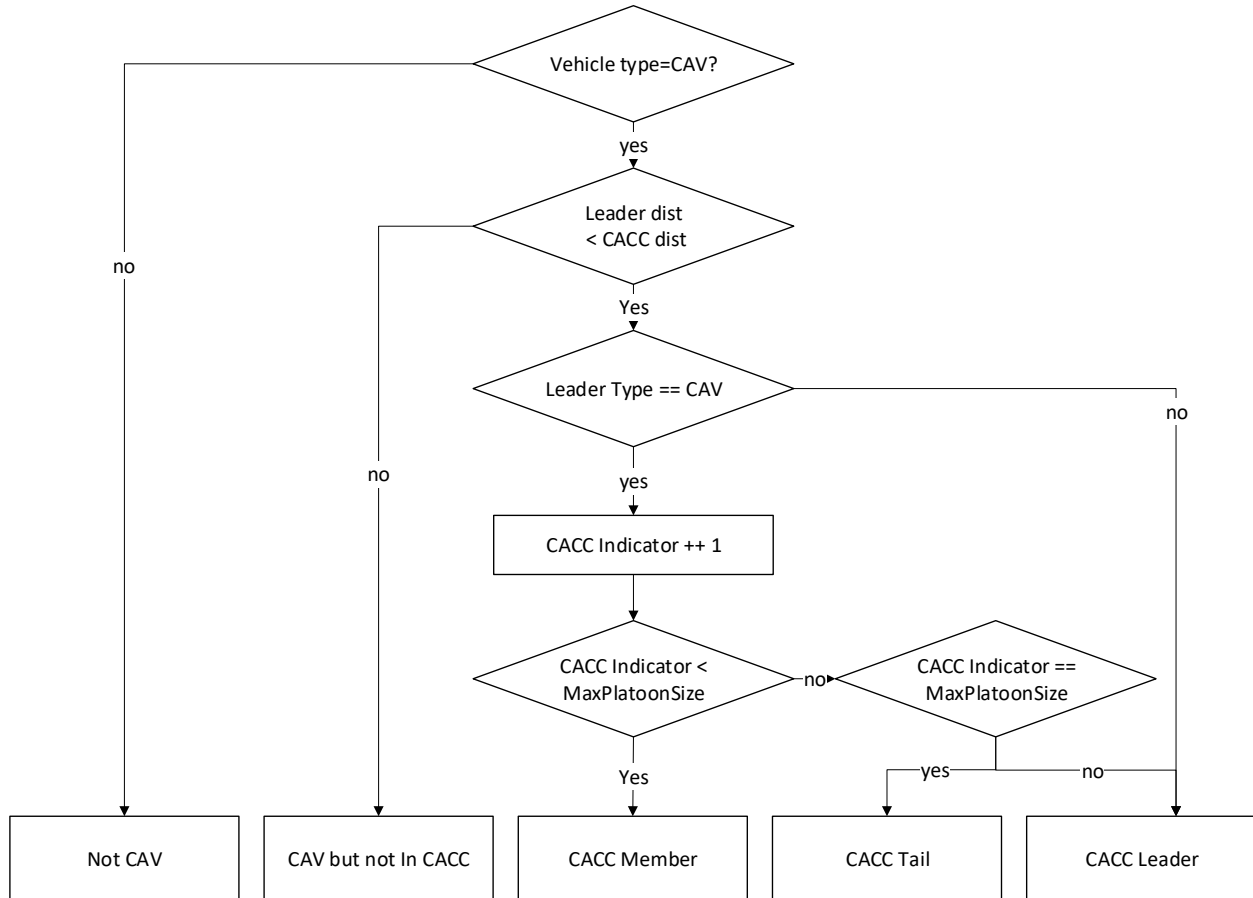 Vehicle type=CAV?
yes
Leader dist
< CACC dist
no
Yes
Leader Type == CAV
no
no
yes
CACC Indicator ++ 1
CACC Indicator <
MaxPlatoonSize
no
CACC Indicator ==
MaxPlatoonSize
Yes
yes
no
Not CAV
CAV but not In CACC
CACC Member
CACC Tail
CACC Leader